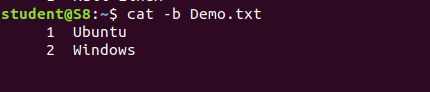 student@S8:~$ cat -b Demo.txt
1 Ubuntu
2 Windows